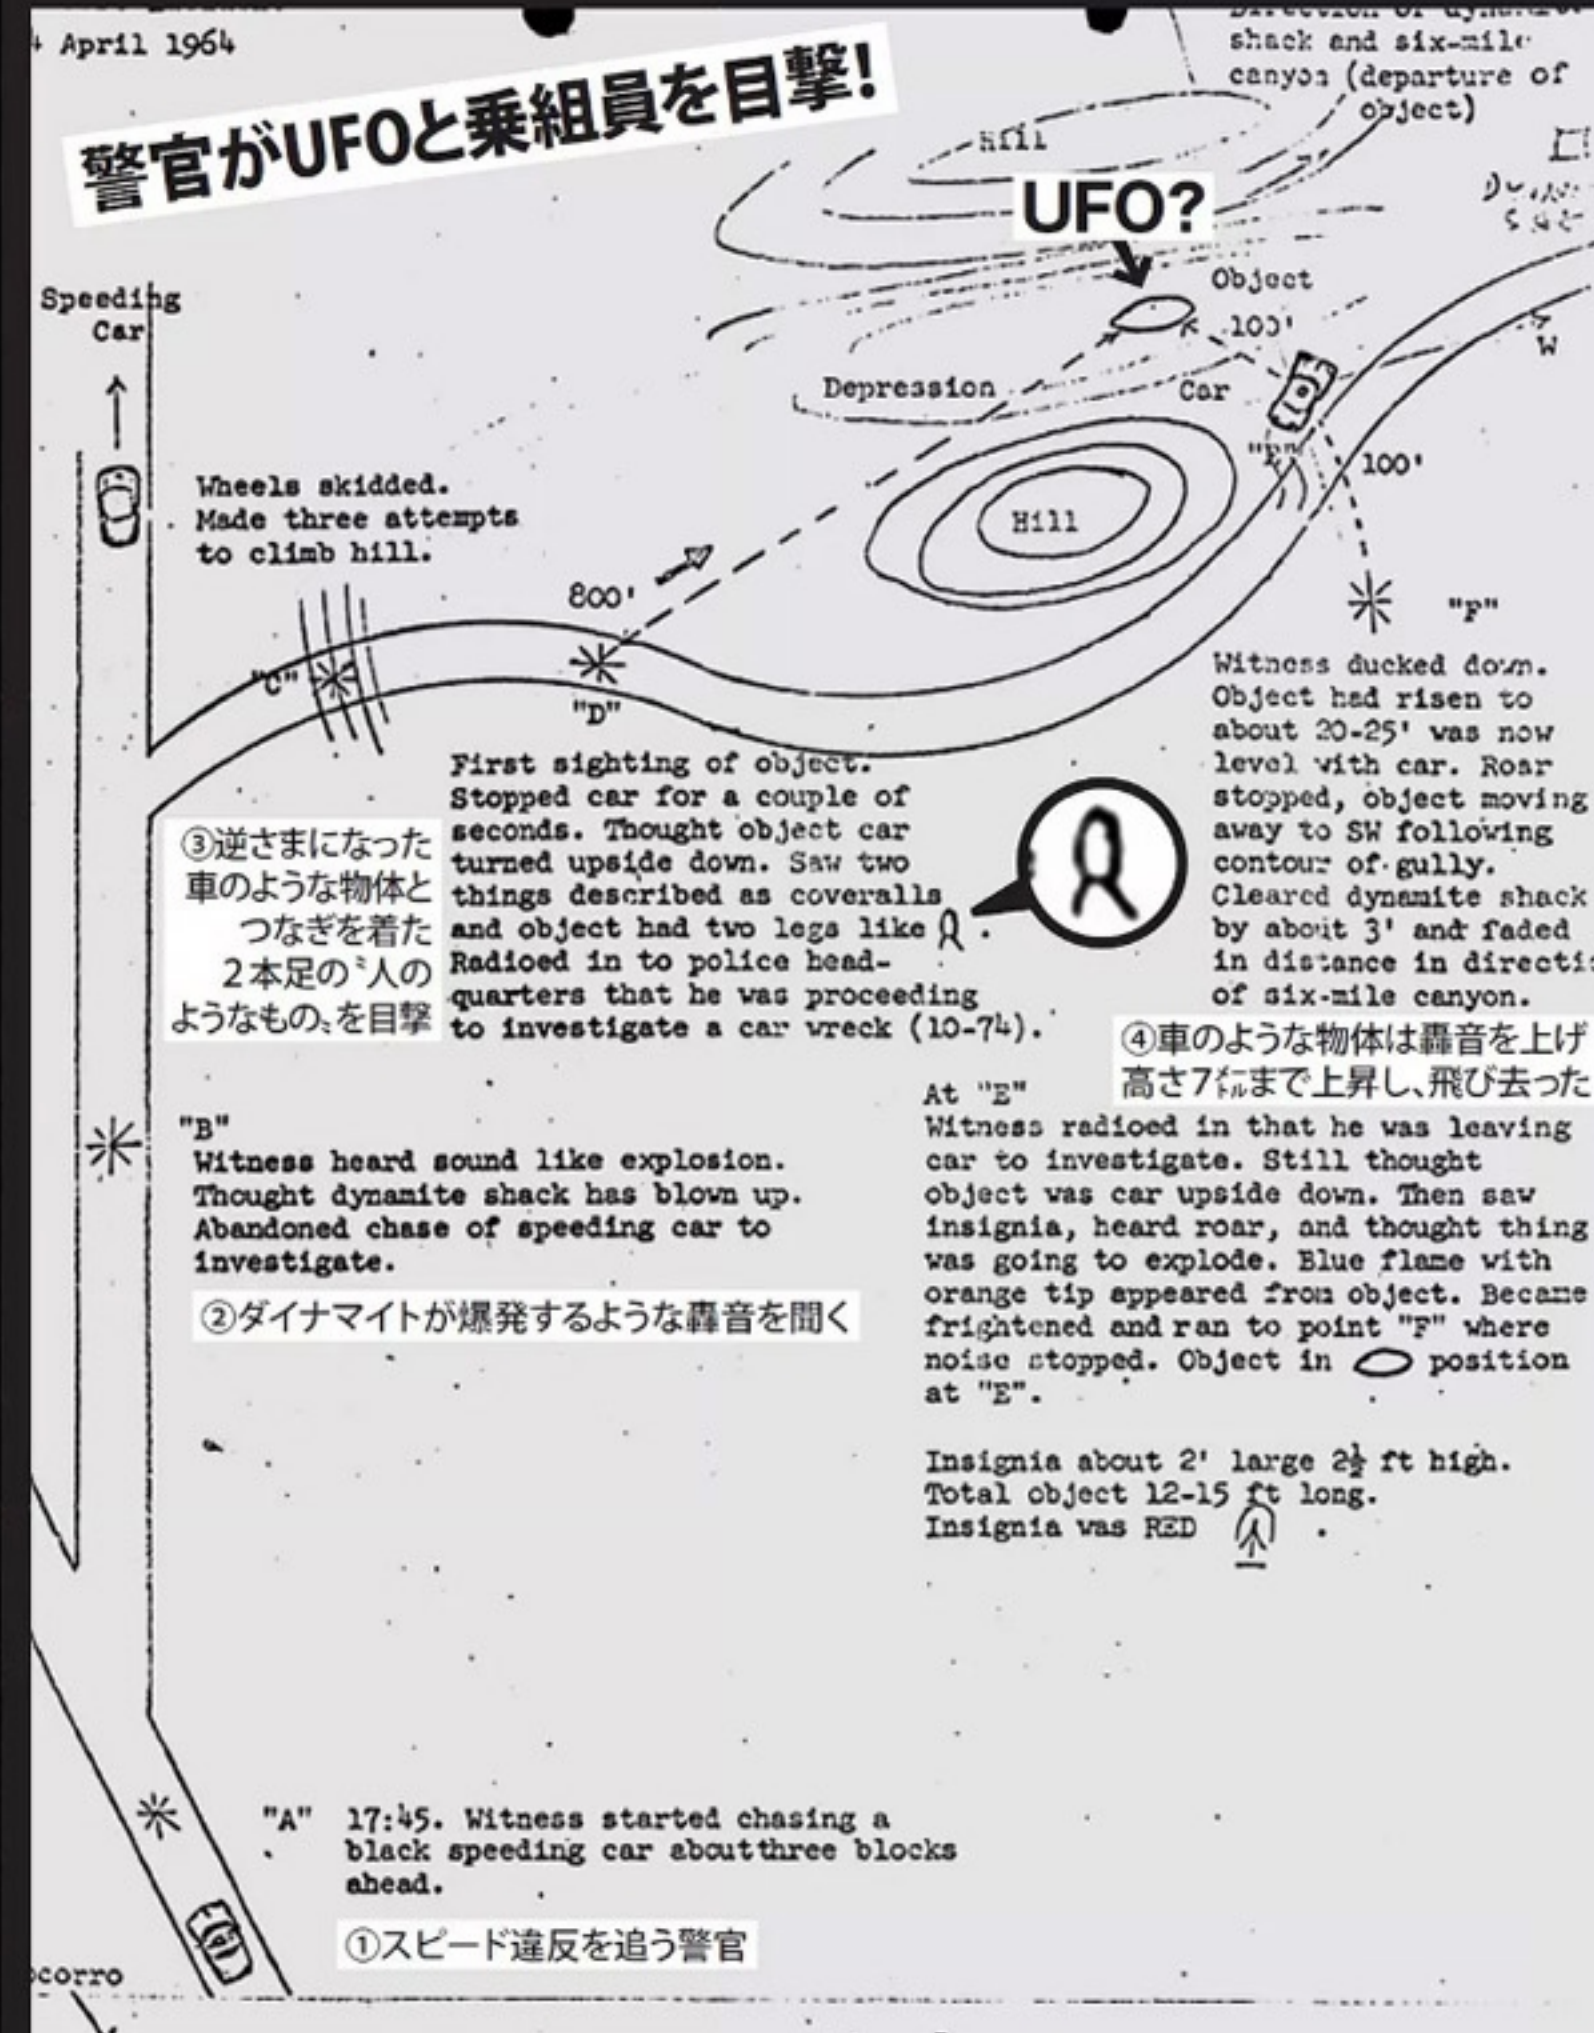 April 1964
警官がUFOと乗組員を目撃!
shack and six-mile
canyon (departure of
object)
Hill
UFO?
Object
100'
Speeding
Car
W
Depression
Car
"E"
100'
Wheels skidded.
Made three attempts
to climb hill.
Hill
800'
"F"
"C"
"D"
Witness ducked down.
Object had risen to
about 20-25' was now
level with car. Roar
stopped, object moving
away to SW following
contour of gully.
Cleared dynamite shack
by about 3' and faded
in distance in
of six-mile canyon.
First sighting of object.
Stopped car for a couple of
seconds. Thought object car
turned upside down. Saw two
things described as coveralls
and object had two legs like .
Radioed in to police head-
quarters that he was proceeding
to investigate a car wreck (10-74).
③逆さまになった
車のような物体と
つなぎを着た
2本足の〝人の
ようなもの〟を目撃
④車のような物体は轟音を上げ
高さ7㍍まで上昇し、飛び去った
At "E"
Witness radioed in that he was leaving
car to investigate. Still thought
object was car upside down. Then saw
insignia, heard roar, and thought thing
was going to explode. Blue flame with
orange tip appeared from object. Became
frightened and ran to point "F" where
noise stopped. Object in position
at "E".
Insignia about 2' large 2½ ft high.
Total object 12-15 ft long.
Insignia was RED .
"B"
Witness heard sound like explosion.
Thought dynamite shack has blown up.
Abandoned chase of speeding car to
investigate.
②ダイナマイトが爆発するような轟音を聞く
"A" 17:45. Witness started chasing a
black speeding car about three blocks
ahead.
①スピード違反を追う警官
ocorro